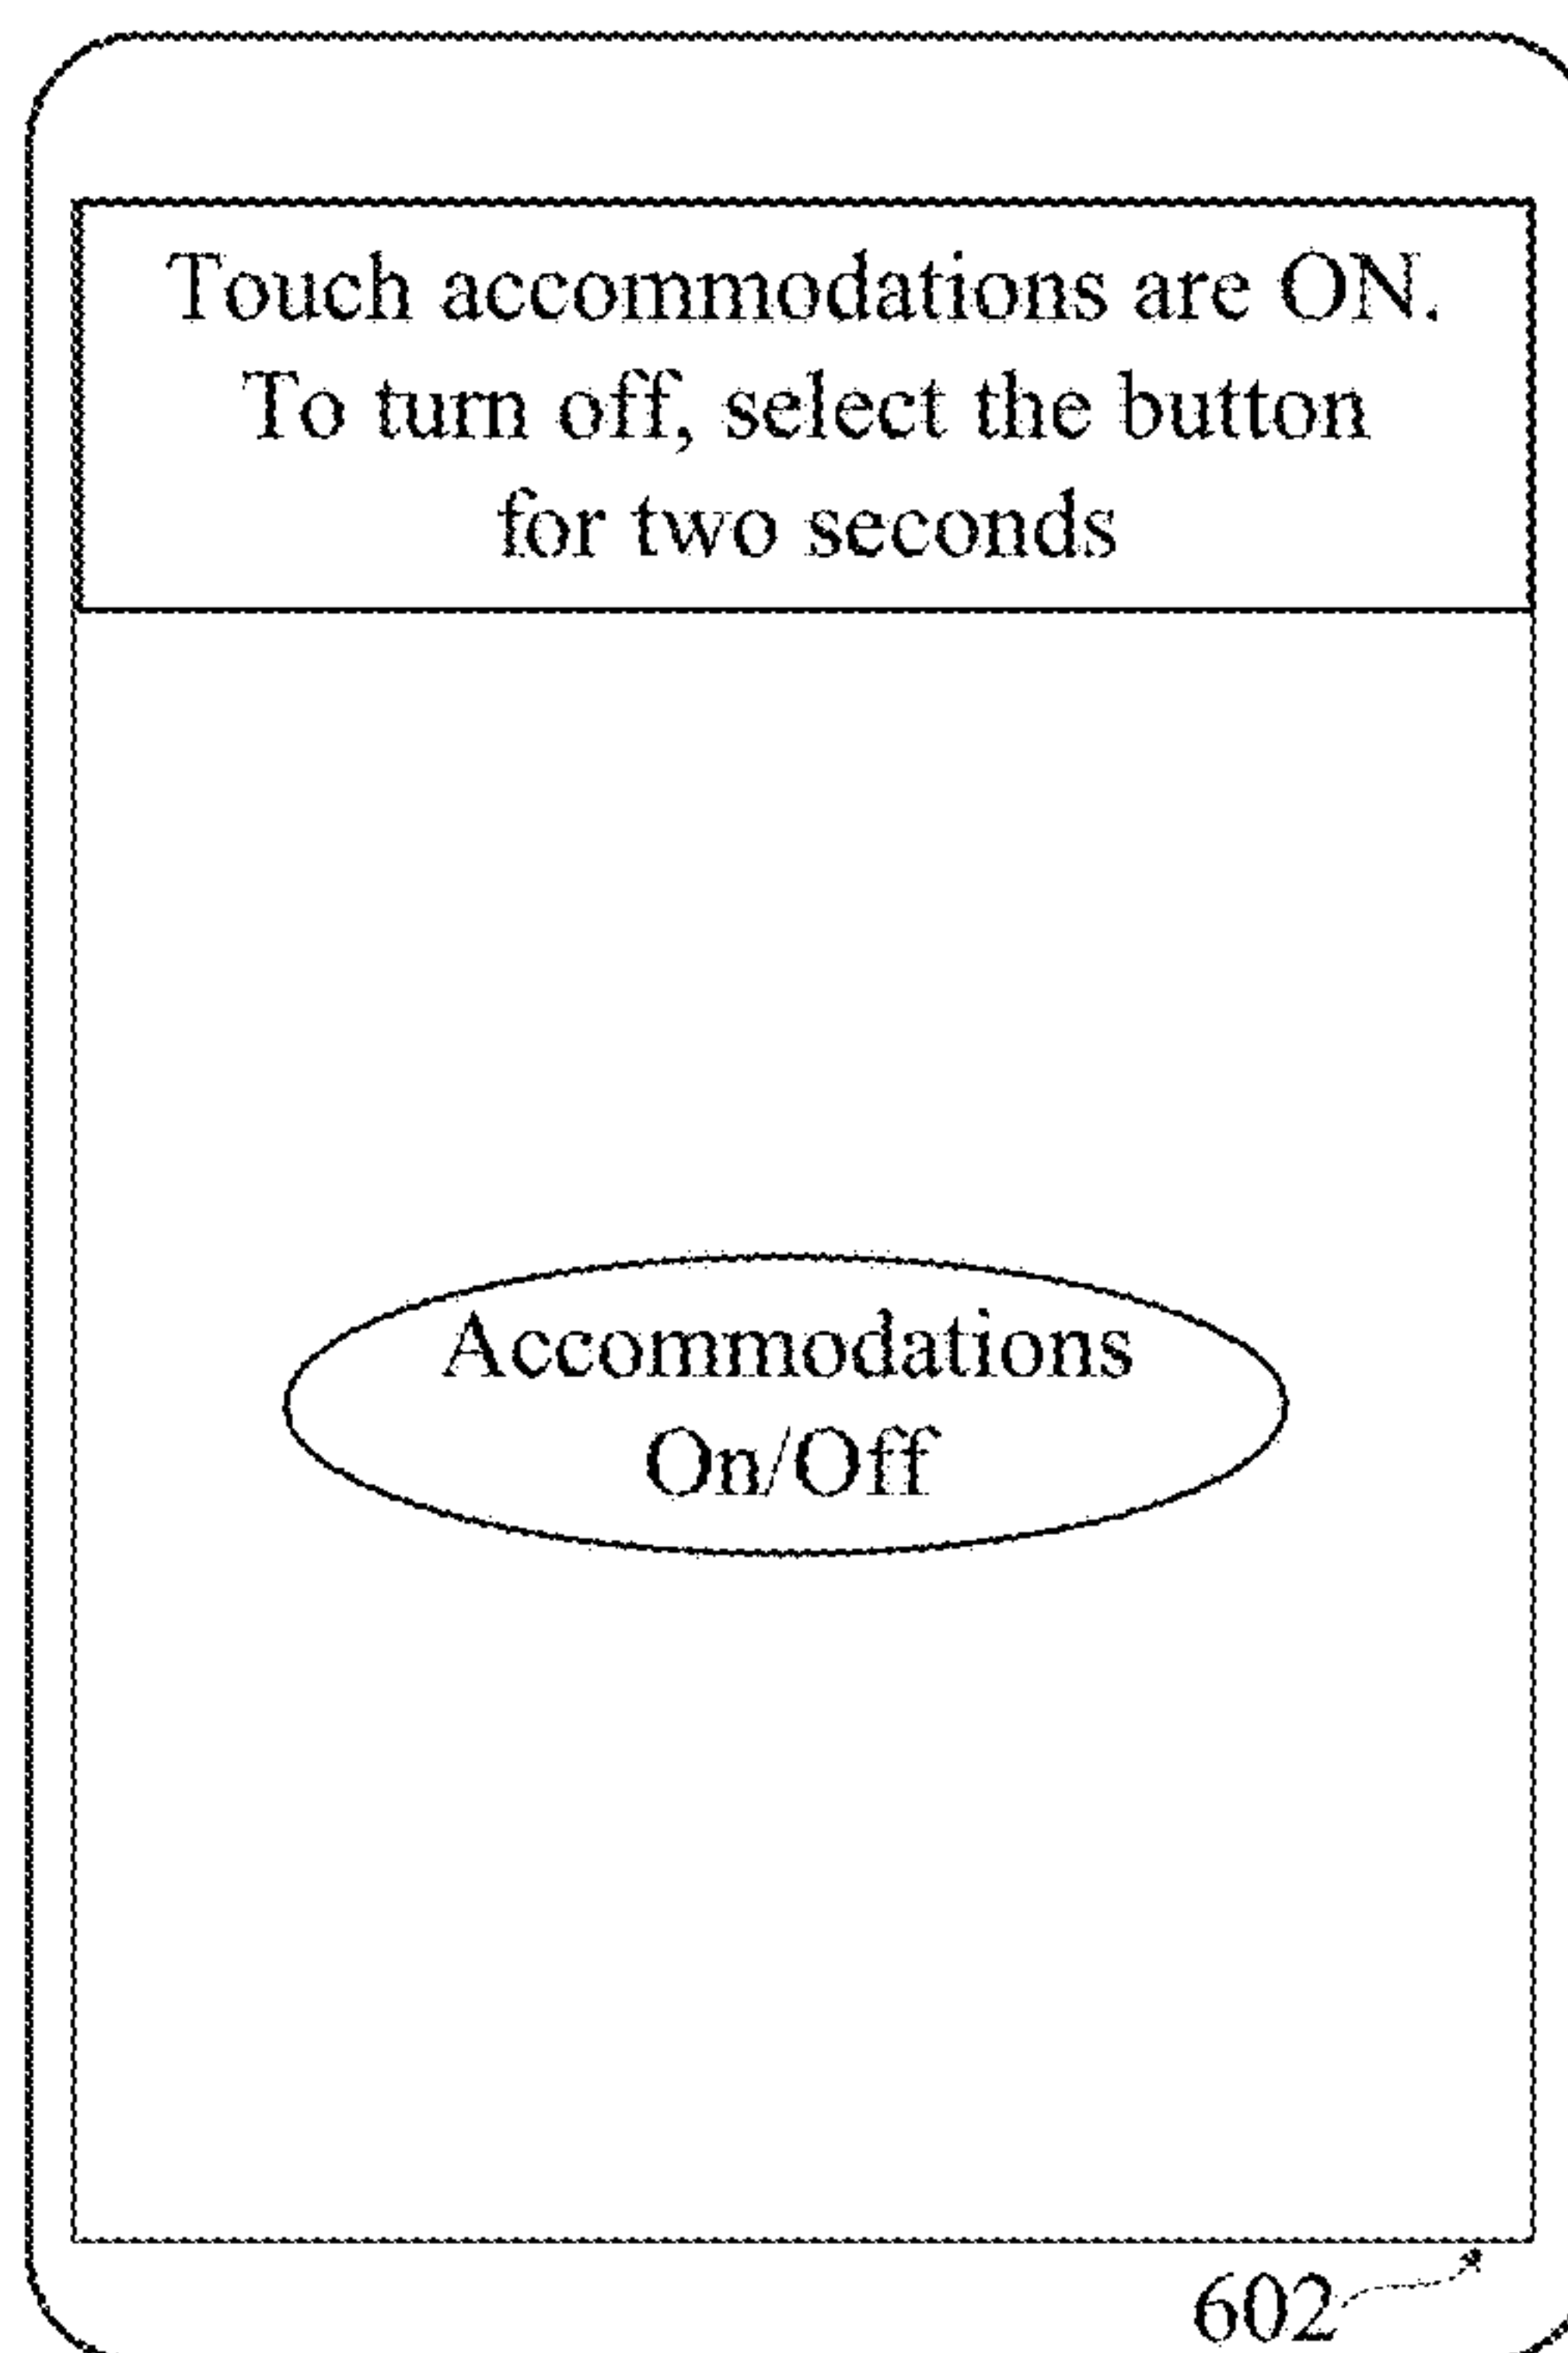 Touch accommodations are ON.
To turn off, select the button
for two seconds
Accommodations
On/Off
602